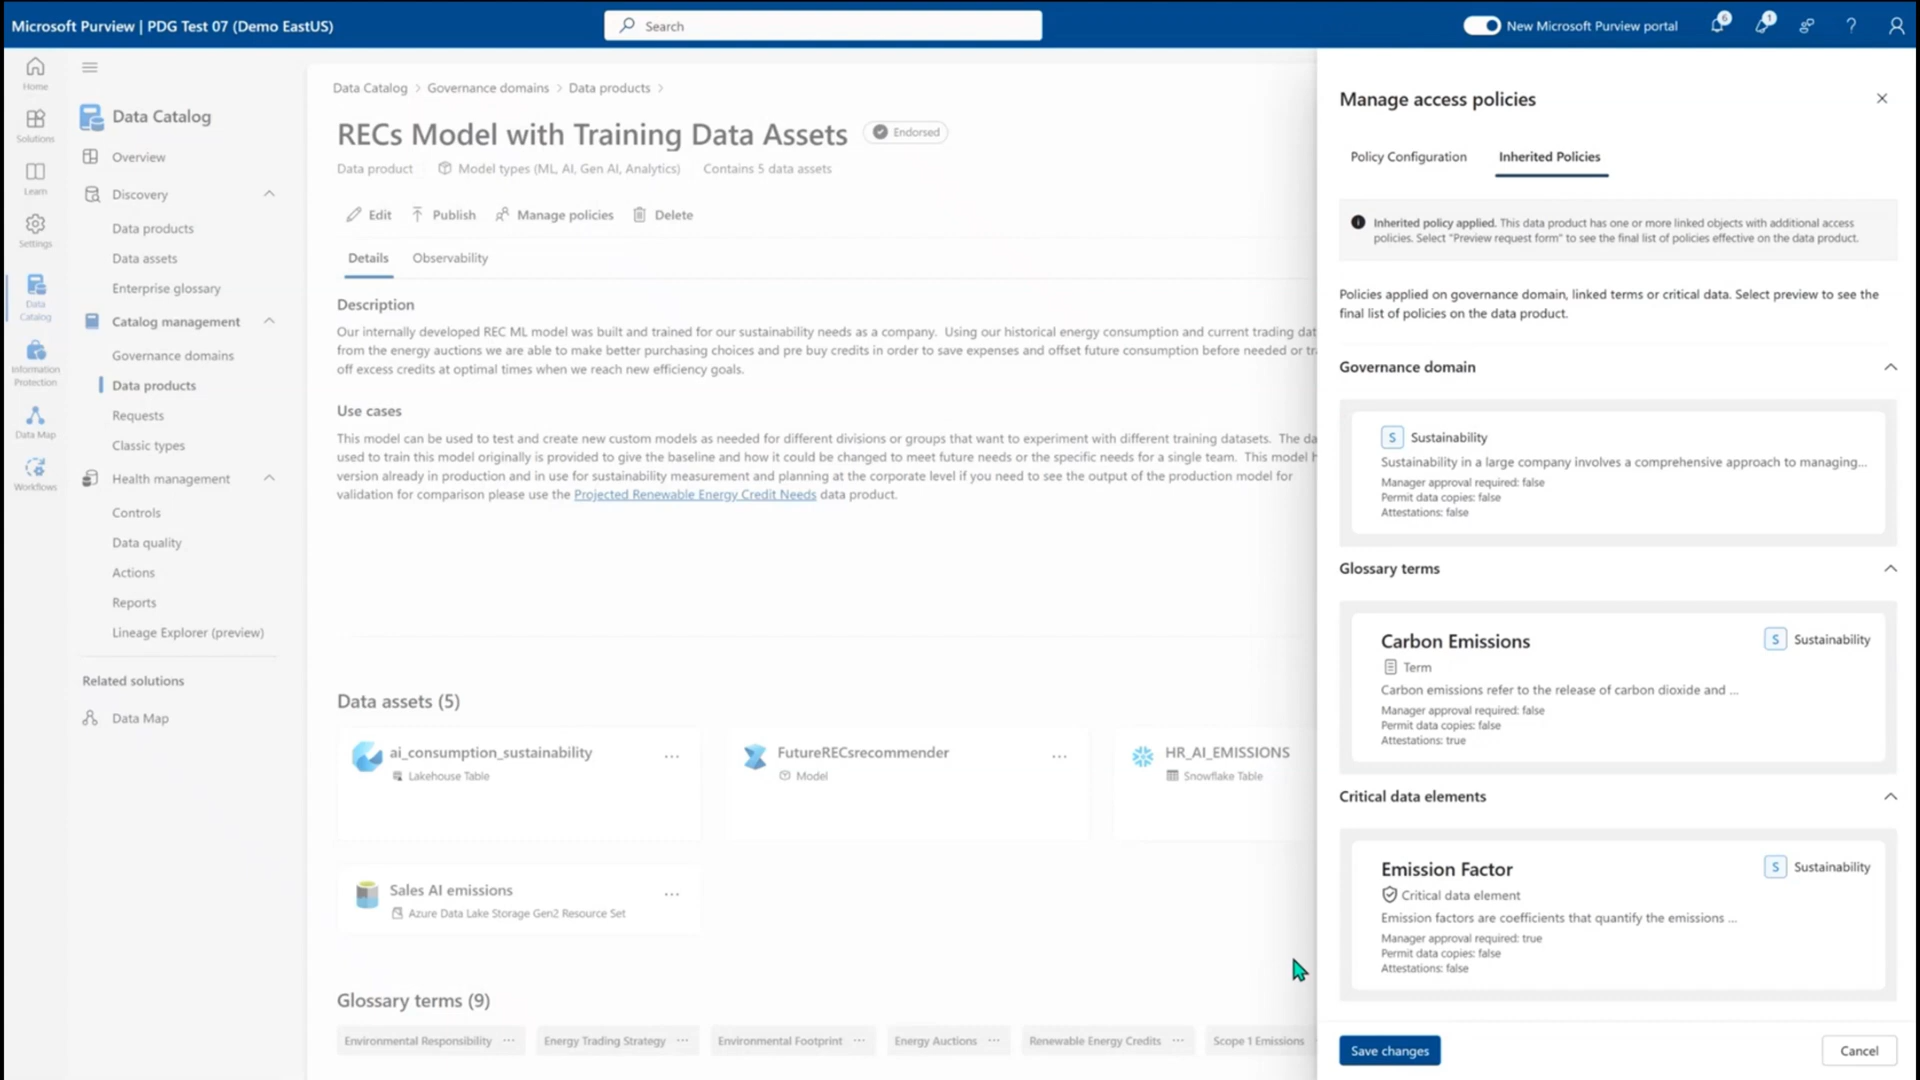 Microsoft Purview | PDG Test 07 (Demo EastUS)
Search
New Microsoft Purview portal
6
1
?
Home
Solutions
Learn
Settings
Data
Catalog
Information
Protection
Data Map
Workflows
Data Catalog
Overview
Discovery
Data products
Data assets
Enterprise glossary
Catalog management
Governance domains
Data products
Requests
Classic types
Health management
Controls
Data quality
Actions
Reports
Lineage Explorer (preview)
Related solutions
Data Map
Data Catalog > Governance domains > Data products >
RECs Model with Training Data Assets
Endorsed
Data product
Model types (ML, AI, Gen AI, Analytics)
Contains 5 data assets
Edit
Publish
Manage policies
Delete
Details
Observability
Description
Our internally developed REC ML model was built and trained for our sustainability needs as a company. Using our historical energy consumption and current trading dat
from the energy auctions we are able to make better purchasing choices and pre buy credits in order to save expenses and offset future consumption before needed or tr
off excess credits at optimal times when we reach new efficiency goals.
Use cases
This model can be used to test and create new custom models as needed for different divisions or groups that want to experiment with different training datasets. The da
used to train this model originally is provided to give the baseline and how it could be changed to meet future needs or the specific needs for a single team. This model h
version already in production and in use for sustainability measurement and planning at the corporate level if you need to see the output of the production model for
validation for comparison please use the Projected Renewable Energy Credit Needs data product.
Data assets (5)
ai_consumption_sustainability ...
Lakehouse Table
FutureRECsrecommender ...
Model
HR_AI_EMISSIONS
Snowflake Table
Sales AI emissions ...
Azure Data Lake Storage Gen2 Resource Set
Glossary terms (9)
Environmental Responsibility ...
Energy Trading Strategy ...
Environmental Footprint ...
Energy Auctions ...
Renewable Energy Credits ...
Scope 1 Emissions
Manage access policies
Policy Configuration
Inherited Policies
Inherited policy applied. This data product has one or more linked objects with additional access
policies. Select "Preview request form" to see the final list of policies effective on the data product.
Policies applied on governance domain, linked terms or critical data. Select preview to see the
final list of policies on the data product.
Governance domain
S Sustainability
Sustainability in a large company involves a comprehensive approach to managing...
Manager approval required: false
Permit data copies: false
Attestations: false
Glossary terms
Carbon Emissions
S Sustainability
Term
Carbon emissions refer to the release of carbon dioxide and ...
Manager approval required: false
Permit data copies: false
Attestations: true
Critical data elements
Emission Factor
S Sustainability
Critical data element
Emission factors are coefficients that quantify the emissions ...
Manager approval required: true
Permit data copies: false
Attestations: false
Save changes
Cancel